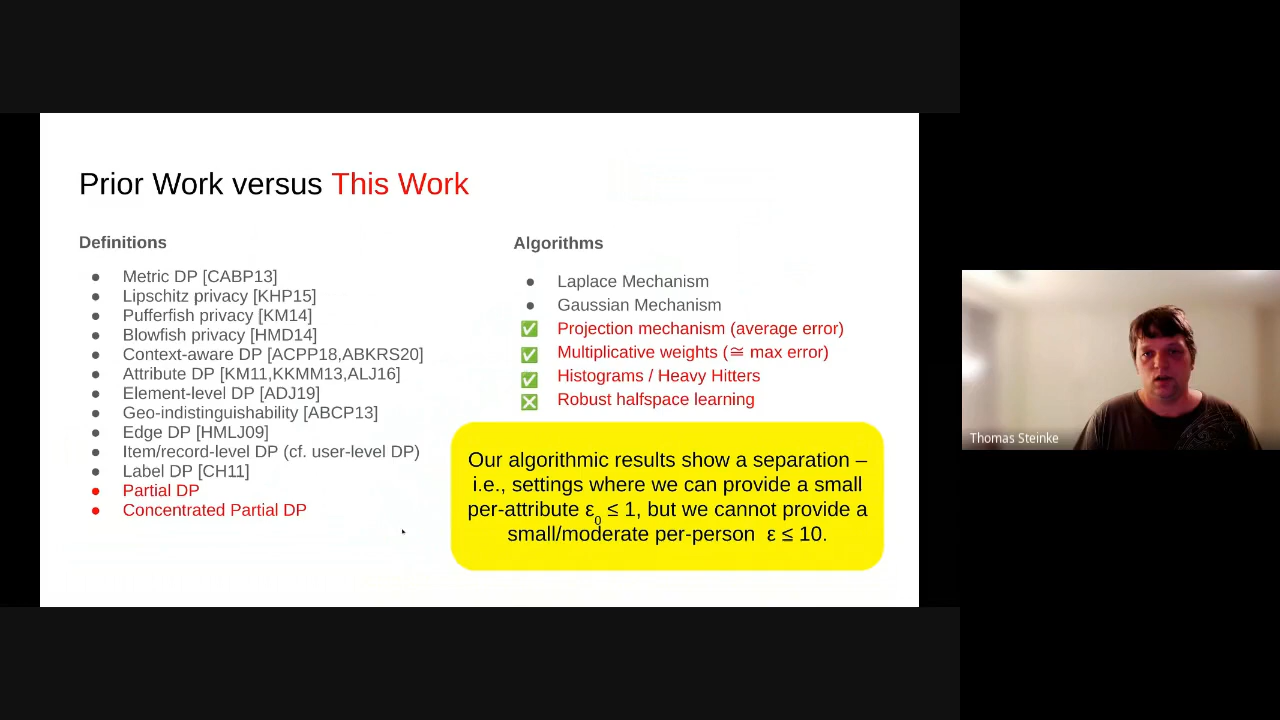 Prior Work versus This Work
Definitions
● Metric DP [CABP13]
● Lipschitz privacy [KHP15]
● Pufferfish privacy [KM14]
● Blowfish privacy [HMD14]
● Context-aware DP [ACPP18,ABKRS20]
● Attribute DP [KM11,KKMM13,ALJ16]
● Element-level DP [ADJ19]
● Geo-indistinguishability [ABCP13]
● Edge DP [HMLJ09]
● Item/record-level DP (cf. user-level DP)
● Label DP [CH11]
● Partial DP
● Concentrated Partial DP
Algorithms
● Laplace Mechanism
● Gaussian Mechanism
✅ Projection mechanism (average error)
✅ Multiplicative weights (≅ max error)
✅ Histograms / Heavy Hitters
❎ Robust halfspace learning
Our algorithmic results show a separation –
i.e., settings where we can provide a small
per-attribute ε₀ ≤ 1, but we cannot provide a
small/moderate per-person ε ≤ 10.
Thomas Steinke